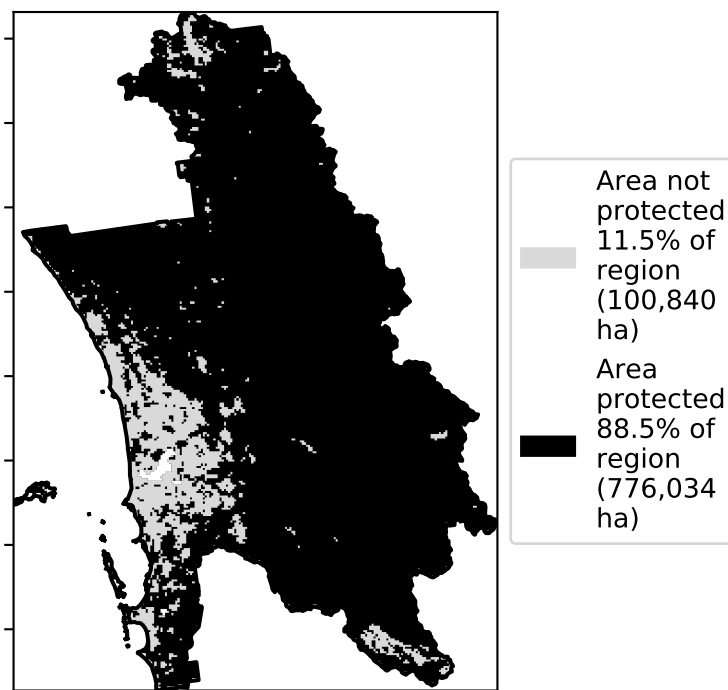 Area not
protected
11.5% of
region
(100,840
ha)
Area
protected
88.5% of
region
(776,034
ha)